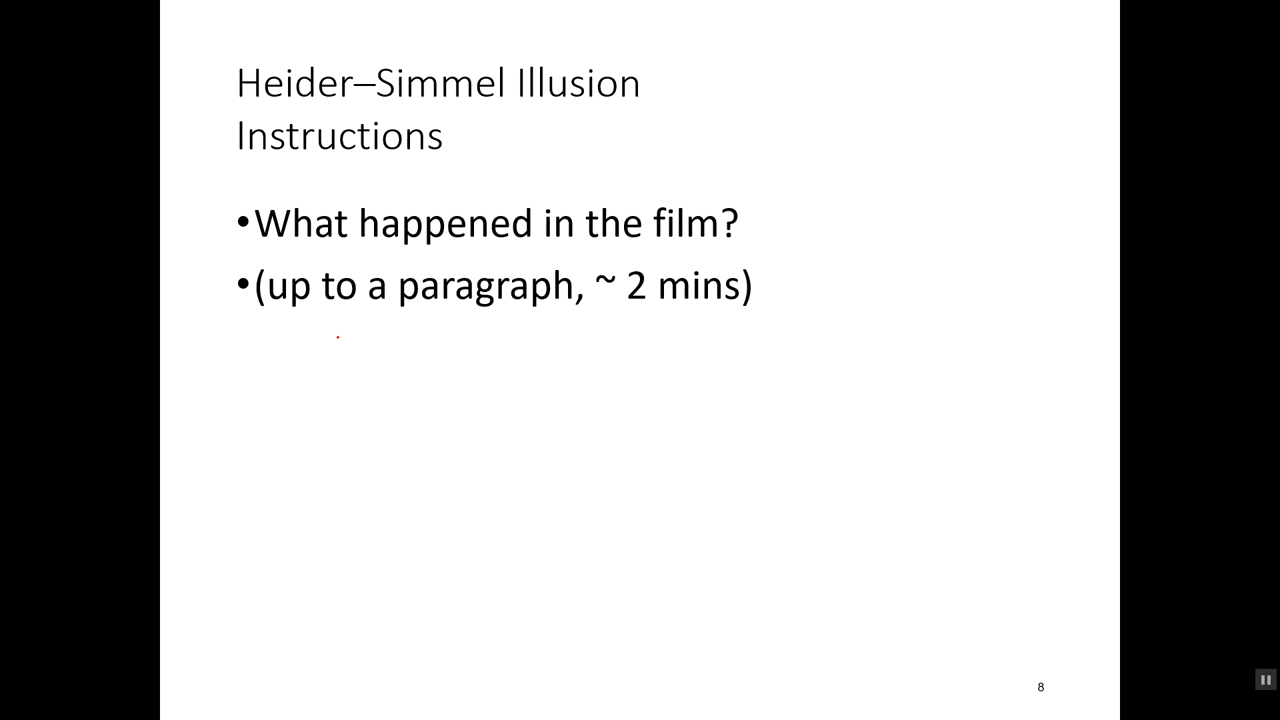 Heider–Simmel Illusion
Instructions
•What happened in the film?
•(up to a paragraph, ~ 2 mins)
8